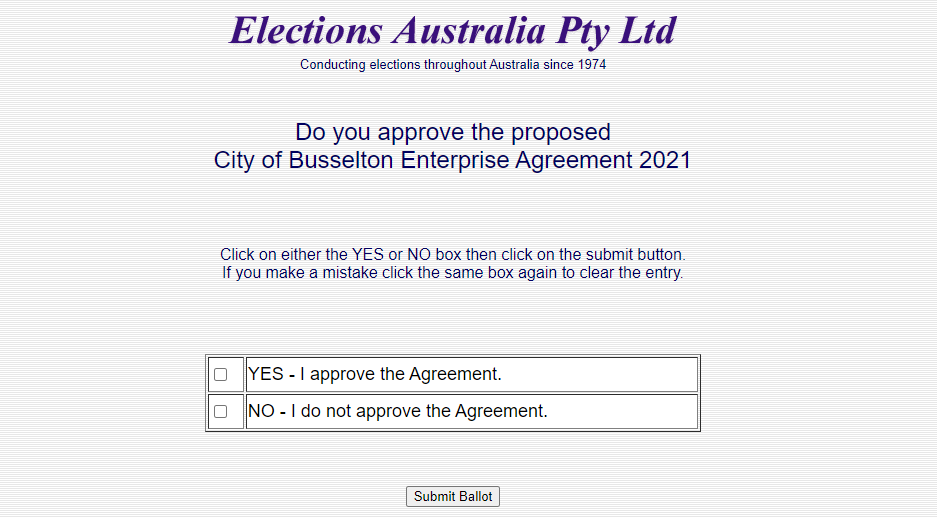 Elections Australia Pty Ltd
Conducting elections throughout Australia since 1974
Do you approve the proposed
City of Busselton Enterprise Agreement 2021
Click on either the YES or NO box then click on the submit button.
If you make a mistake click the same box again to clear the entry.
YES - I approve the Agreement.
NO - I do not approve the Agreement.
Submit Ballot